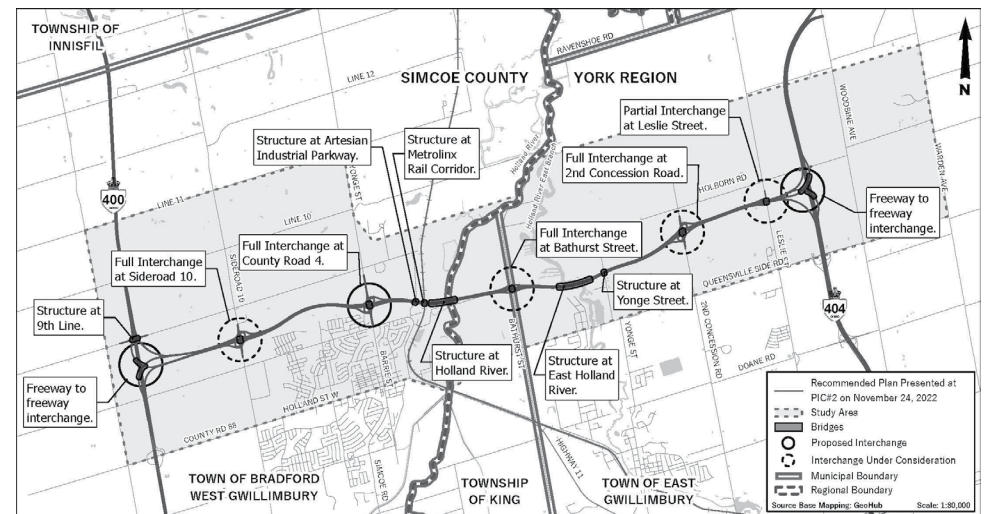 TOWNSHIP OF
INNISFIL
SIMCOE COUNTY
YORK REGION
RAVENSHOE RD
LINE 12
N
WOODBINE AVE
WARDEN AVE
Partial Interchange
at Leslie Street.
Structure at Artesian
Industrial Parkway.
Structure at
Metrolinx
Rail Corridor.
Holland River
Holland River East Branch
Full Interchange at
2nd Concession Road.
HOLBORN RD
YONGE ST
400
LINE 11
LINE 10
Freeway to
freeway
interchange.
Full Interchange
at Bathurst Street.
Full Interchange at
County Road 4.
Full Interchange
at Sideroad 10.
SIDEROAD 10
LESLIE ST
QUEENSVILLE SIDE RD
Structure at
Yonge Street.
Structure at
9th Line.
404
BATHURST ST
YONGE ST
2ND CONCESSION RD
DOANE RD
BARRIE ST
Structure at
Holland River.
Structure at
East Holland
River.
Freeway to
freeway
interchange.
HOLLAND ST W
COUNTY RD 88
SIMCOE RD
HIGHWAY 11
TOWN OF BRADFORD
WEST GWILLIMBURY
TOWNSHIP
OF KING
TOWN OF EAST
GWILLIMBURY
Recommended Plan Presented at
PIC#2 on November 24, 2022
Study Area
Bridges
Proposed Interchange
Interchange Under Consideration
Municipal Boundary
Regional Boundary
Source Base Mapping: GeoHub
Scale: 1:80,000